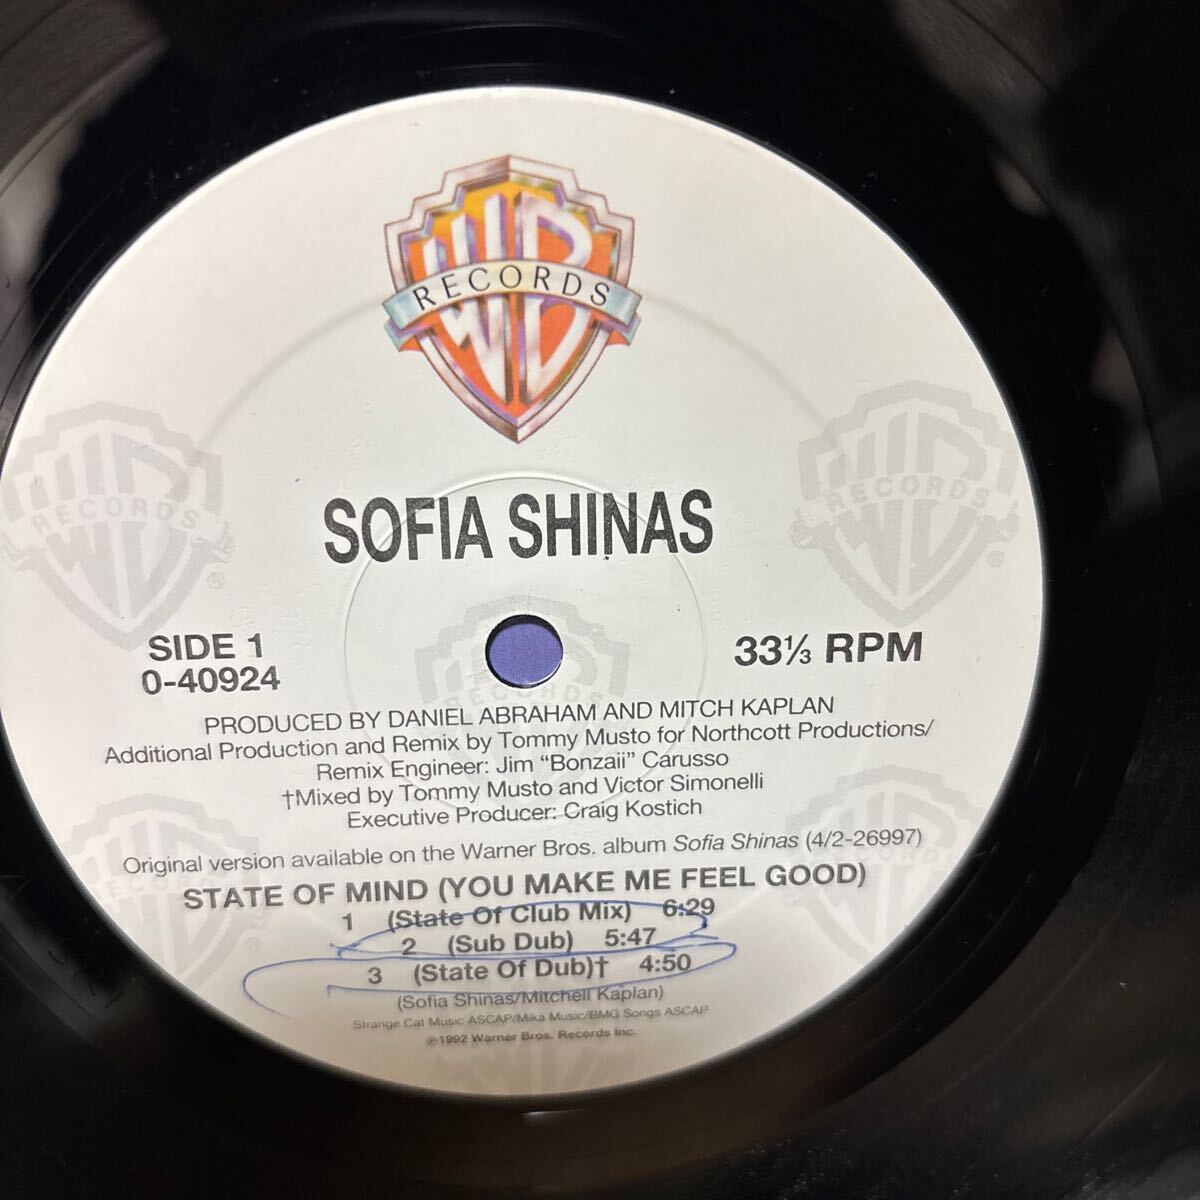 RECORDS
SOFIA SHINAS
SIDE 1
0-40924
33⅓ RPM
PRODUCED BY DANIEL ABRAHAM AND MITCH KAPLAN
Additional Production and Remix by Tommy Musto for Northcott Productions/
Remix Engineer: Jim “Bonzaii” Carusso
†Mixed by Tommy Musto and Victor Simonelli
Executive Producer: Craig Kostich
Original version available on the Warner Bros. album Sofia Shinas (4/2-26997)
STATE OF MIND (YOU MAKE ME FEEL GOOD)
1 (State Of Club Mix) 6:29
2 (Sub Dub) 5:47
3 (State Of Dub)† 4:50
(Sofia Shinas/Mitchell Kaplan)
Strange Cat Music ASCAP/Mika Music/BMG Songs ASCAP
℗1992 Warner Bros. Records Inc.